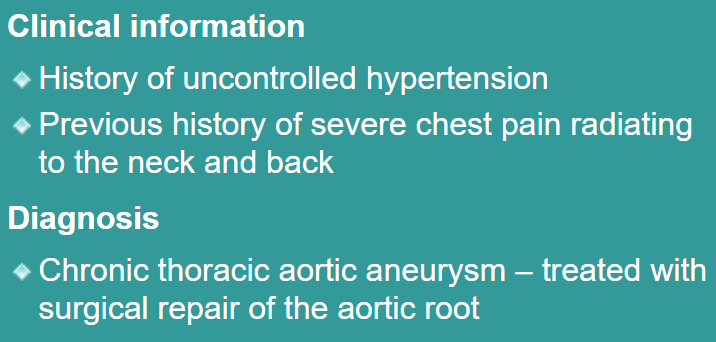 Clinical information
History of uncontrolled hypertension
Previous history of severe chest pain radiating
to the neck and back
Diagnosis
Chronic thoracic aortic aneurysm – treated with
surgical repair of the aortic root